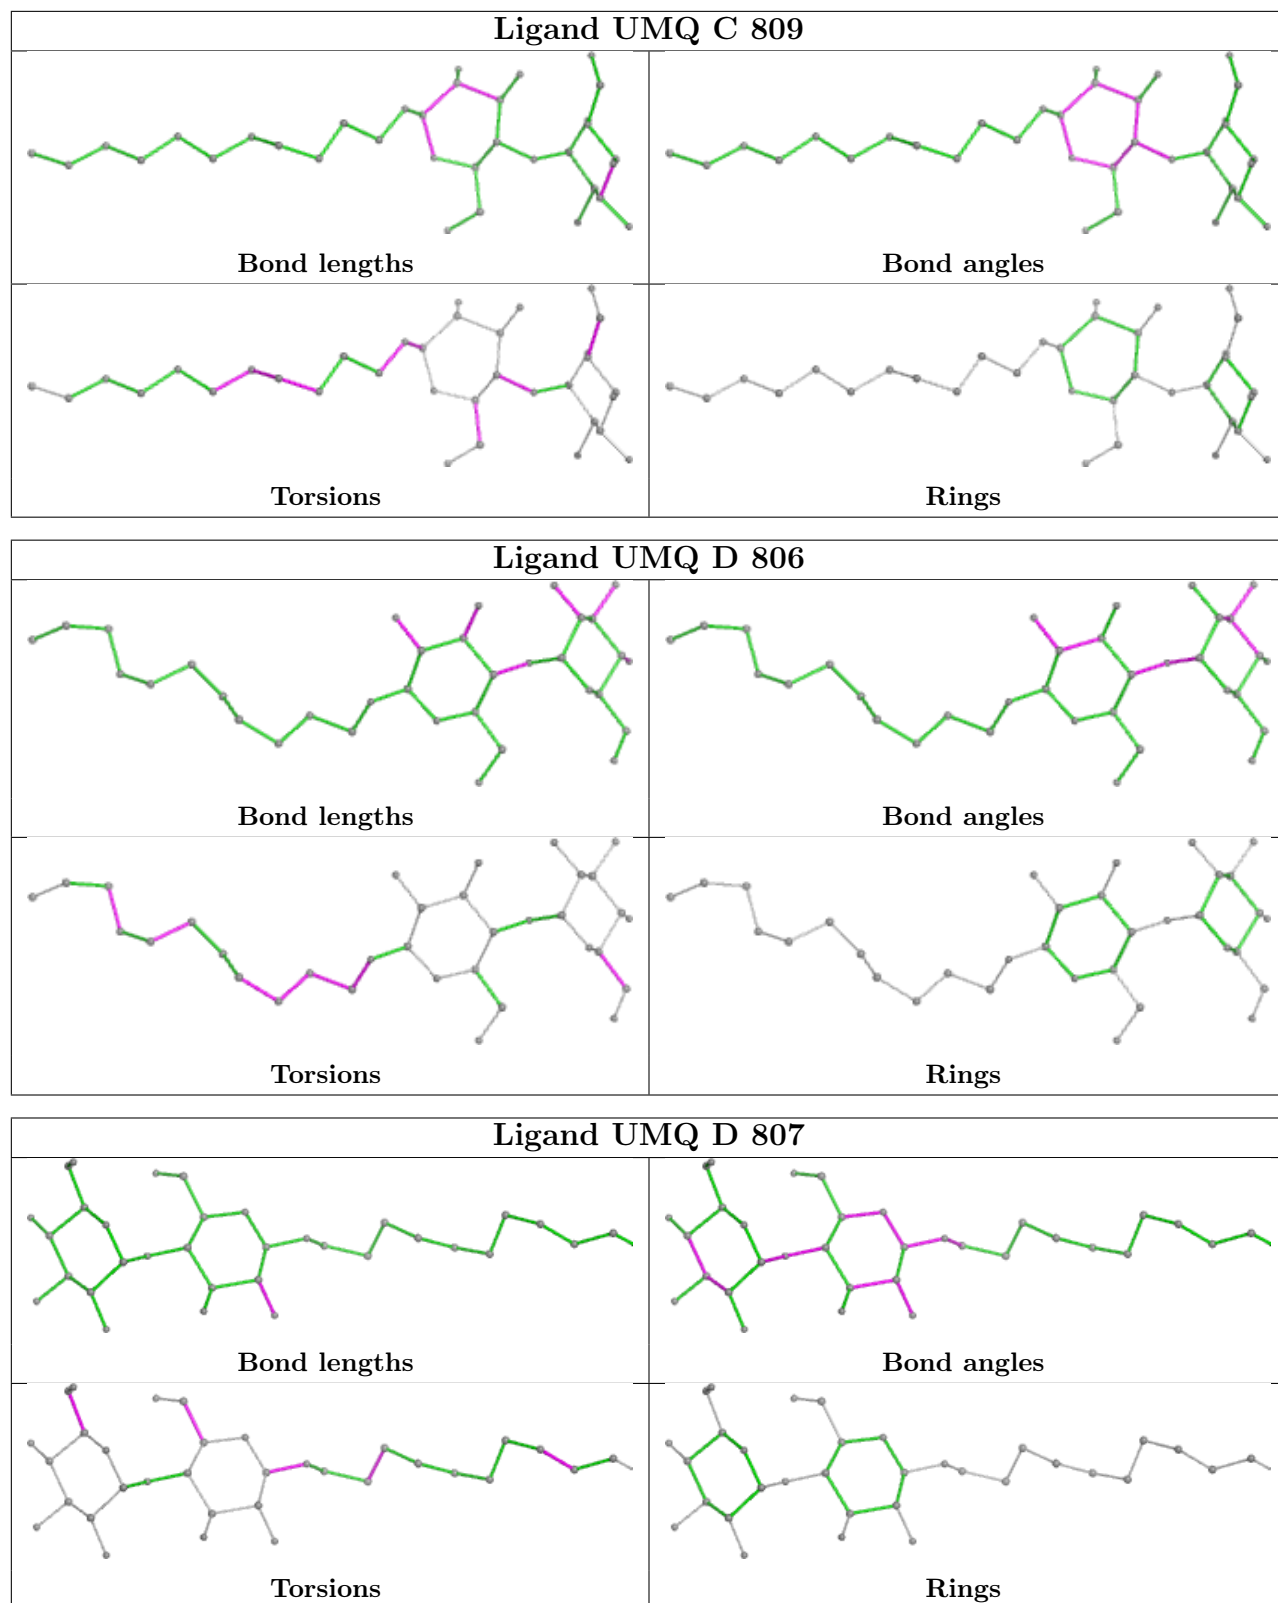 Ligand UMQ C 809
Bond lengths
Bond angles
Torsions
Rings
Ligand UMQ D 806
Bond lengths
Bond angles
Torsions
Rings
Ligand UMQ D 807
Bond lengths
Bond angles
Torsions
Rings